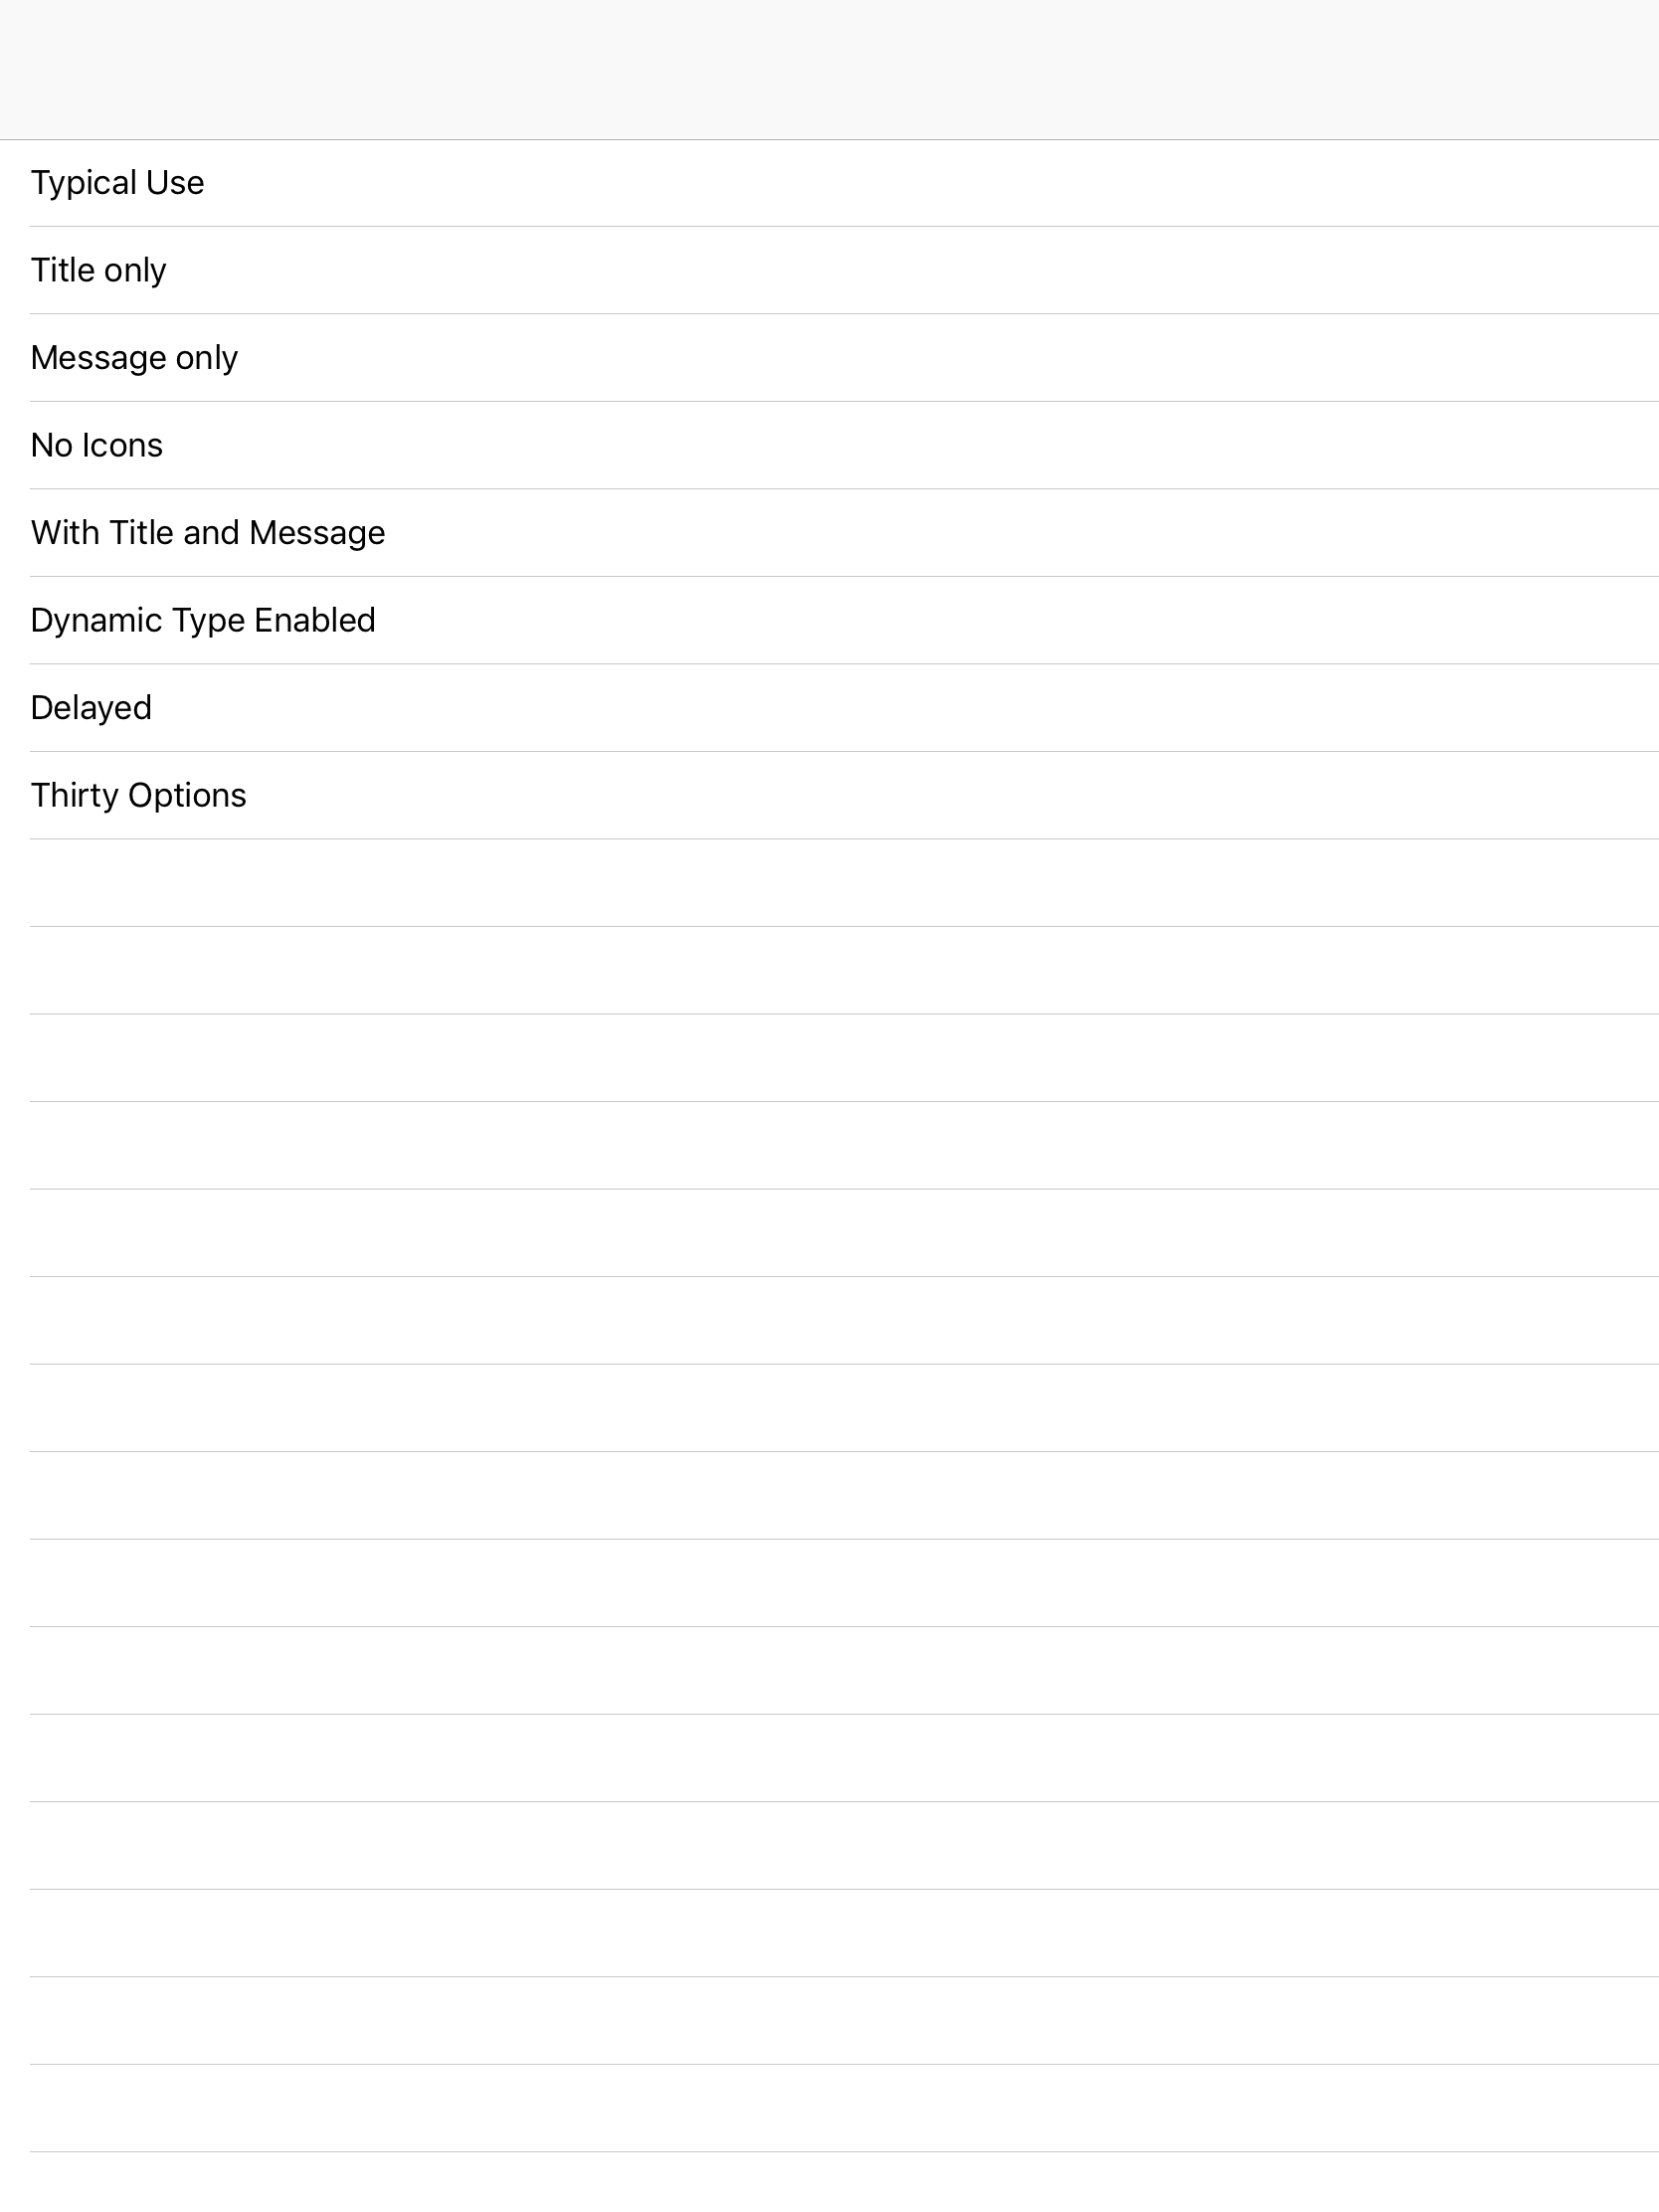 Typical Use
Title only
Message only
No Icons
With Title and Message
Dynamic Type Enabled
Delayed
Thirty Options